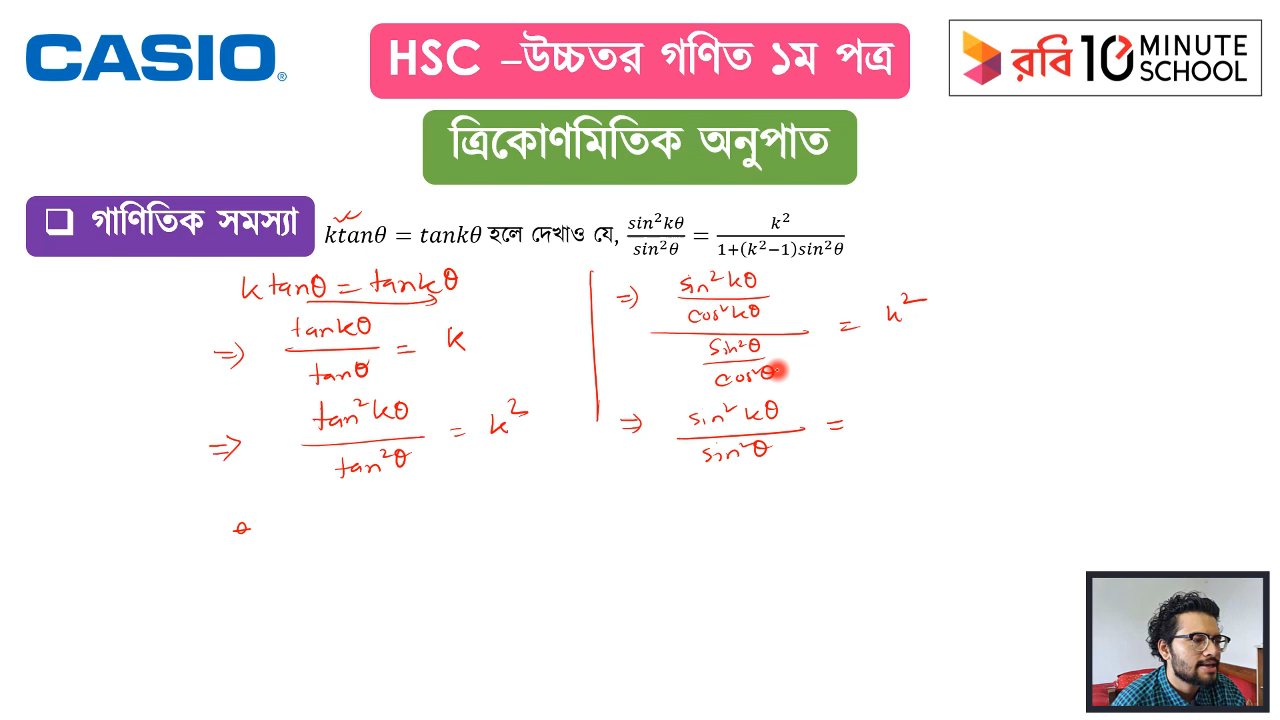 CASIO®
HSC –উচ্চতর গণিত ১ম পত্র
রবি 10 MINUTE SCHOOL
ত্রিকোণমিতিক অনুপাত
❑ গাণিতিক সমস্যা
ktanθ = tankθ হলে দেখাও যে, sin²kθ/sin²θ = k²/1+(k²−1)sin²θ
k tanθ = tankθ
⇒ tankθ/tanθ = k
⇒ tan²kθ/tan²θ = k²
θ
⇒ (sin²kθ/cos²kθ)/(sin²θ/cos²θ) = k²
⇒ sin²kθ/sin²θ =